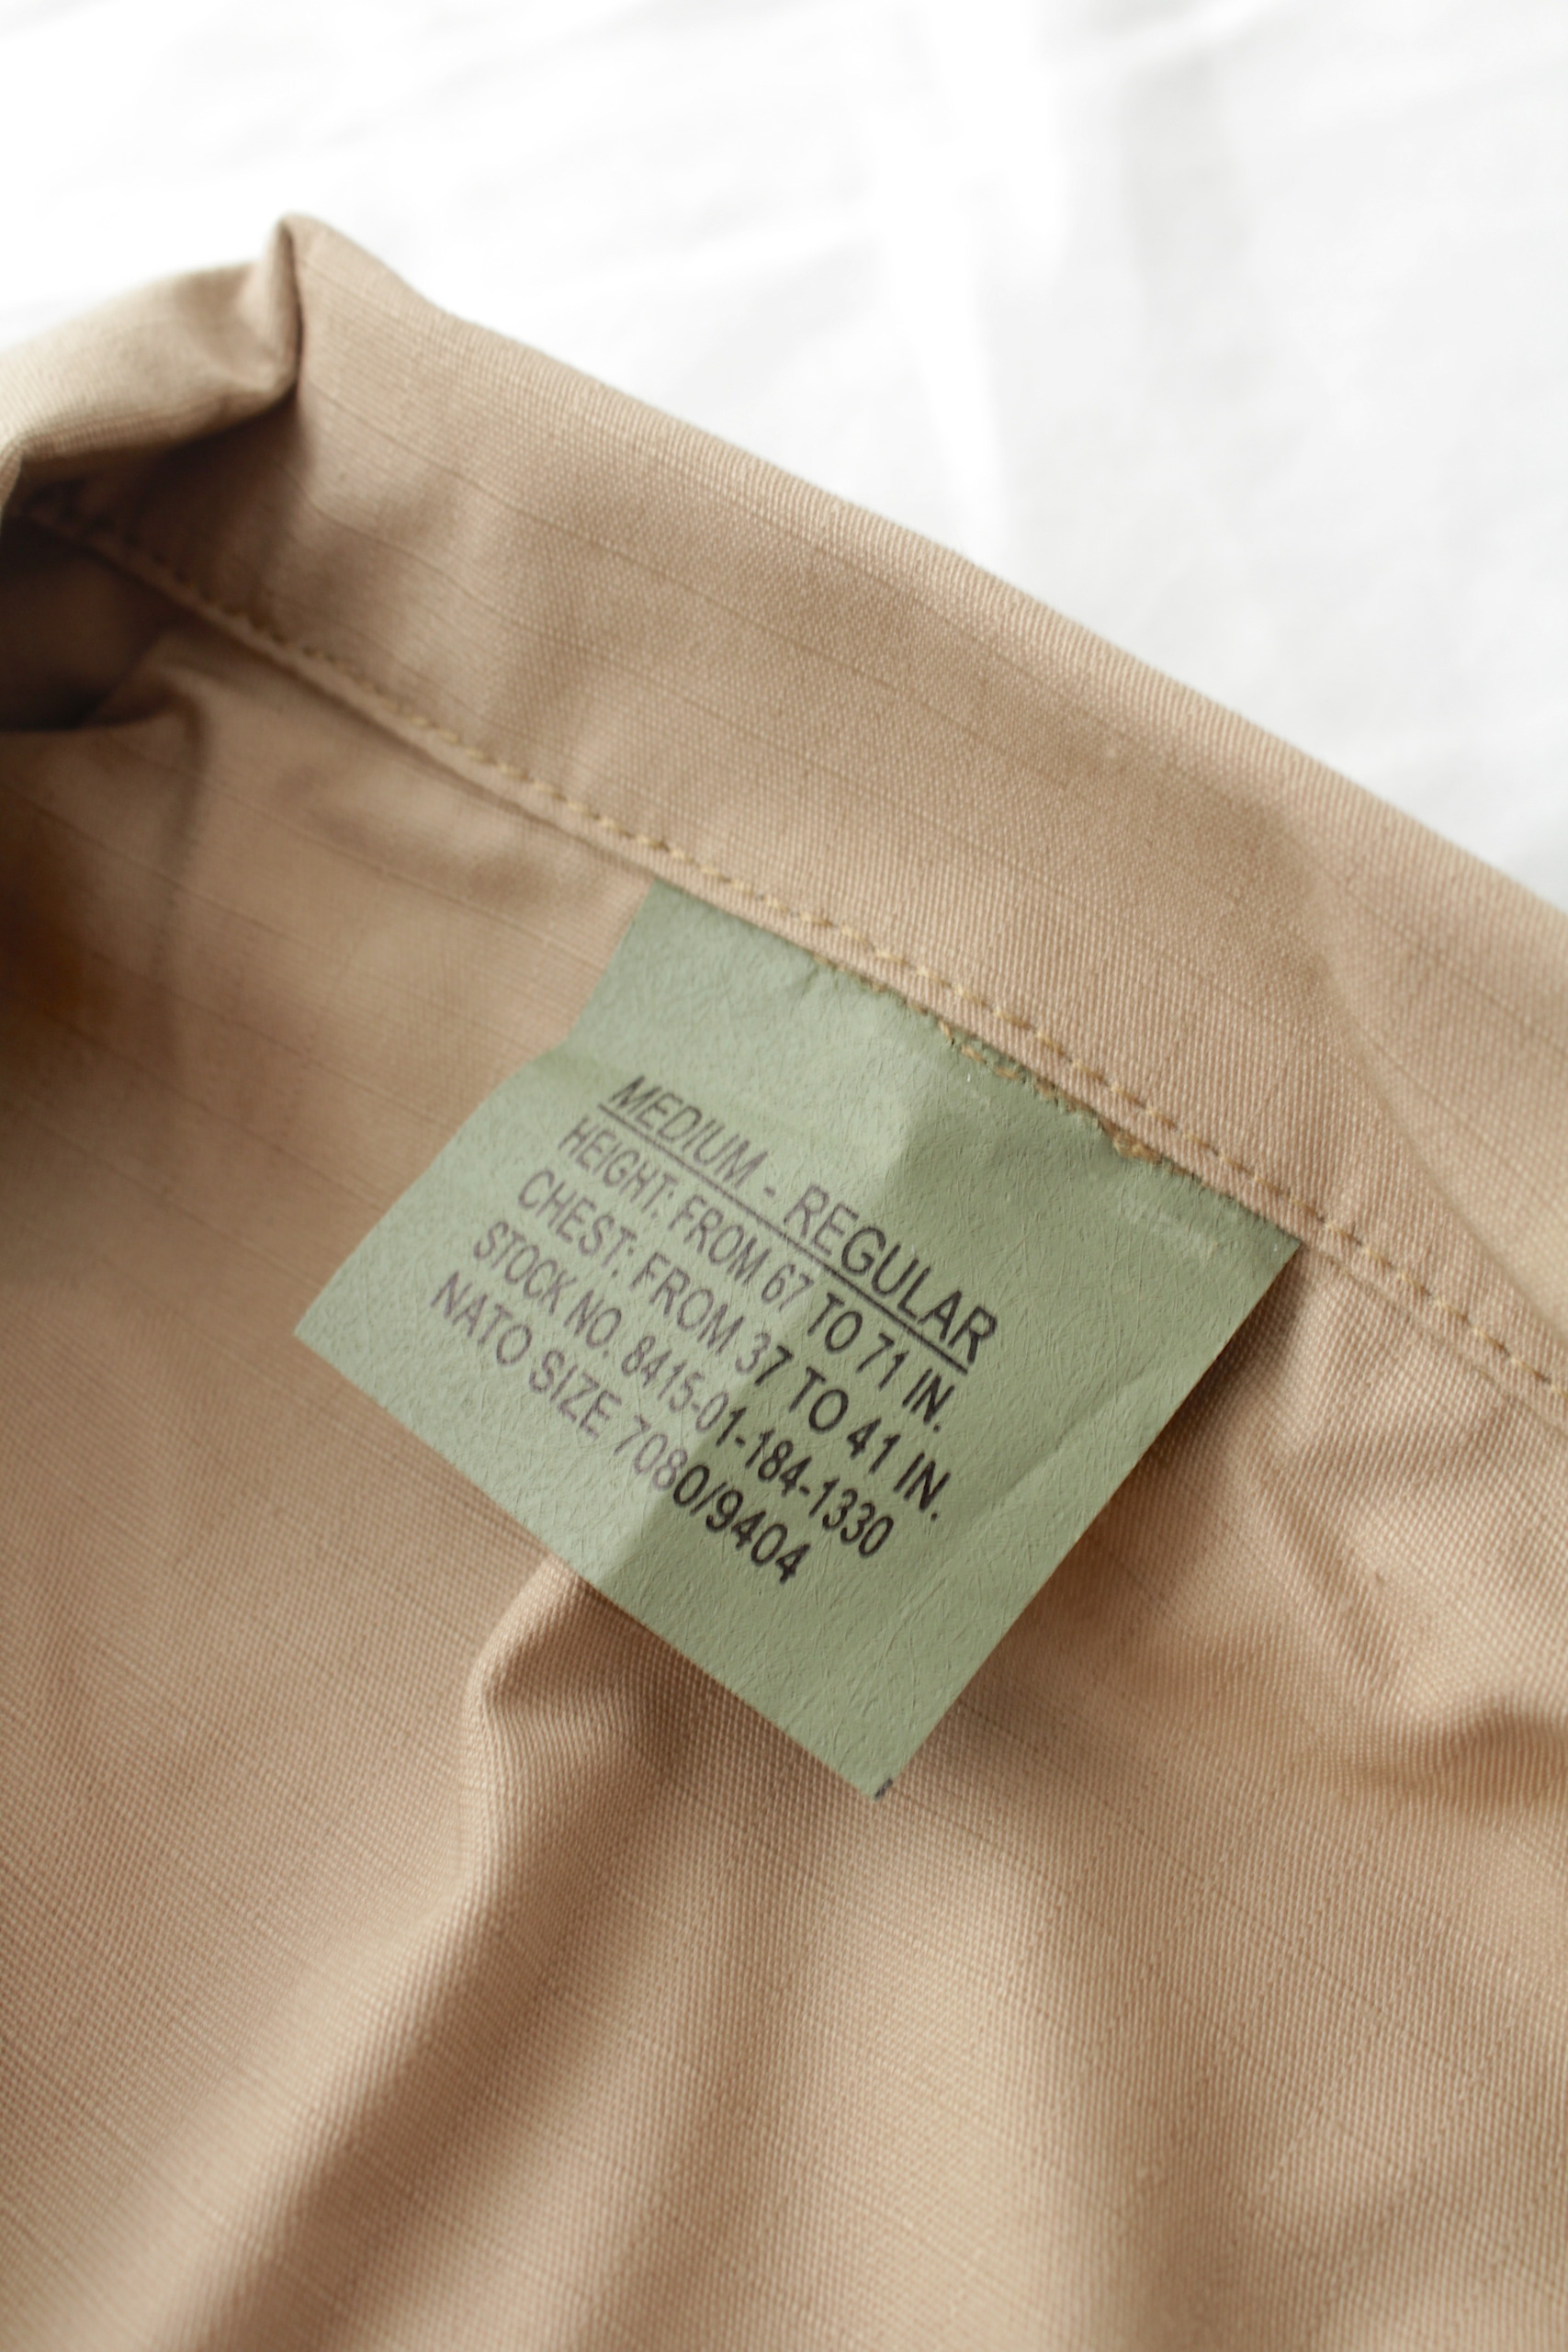 MEDIUM - REGULAR
HEIGHT: FROM 67 TO 71 IN.
CHEST: FROM 37 TO 41 IN.
STOCK NO. 8415-01-184-1330
NATO SIZE 7080/9404